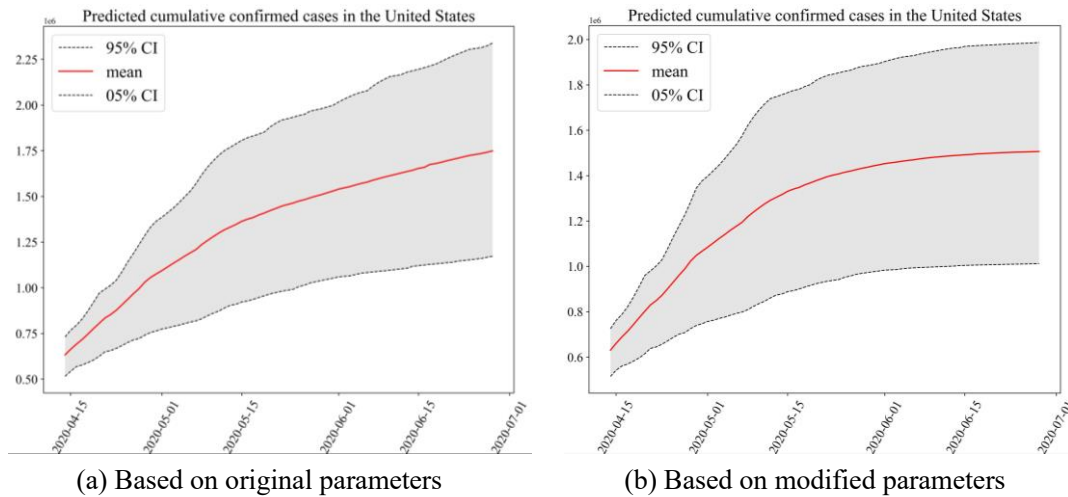 Predicted cumulative confirmed cases in the United States
1e6
2.25
2.00
1.75
1.50
1.25
1.00
0.75
0.50
95% CI
mean
05% CI
2020-04-15
2020-05-01
2020-05-15
2020-06-01
2020-06-15
2020-07-01
(a) Based on original parameters
Predicted cumulative confirmed cases in the United States
1e6
2.0
1.8
1.6
1.4
1.2
1.0
0.8
0.6
95% CI
mean
05% CI
2020-04-15
2020-05-01
2020-05-15
2020-06-01
2020-06-15
2020-07-01
(b) Based on modified parameters